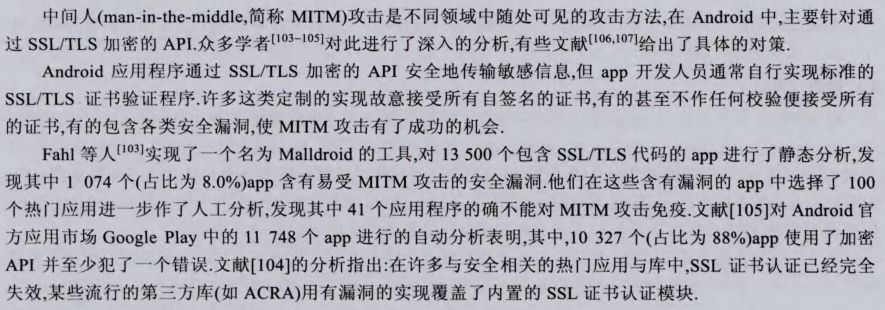 中间人(man-in-the-middle,简称 MITM)攻击是不同领域中随处可见的攻击方法,在 Android 中,主要针对通
过 SSL/TLS 加密的 API.众多学者[103-105]对此进行了深入的分析,有些文献[106,107]给出了具体的对策.
Android 应用程序通过 SSL/TLS 加密的 API 安全地传输敏感信息,但 app 开发人员通常自行实现标准的
SSL/TLS 证书验证程序.许多这类定制的实现故意接受所有自签名的证书,有的甚至不作任何校验便接受所有
的证书,有的包含各类安全漏洞,使 MITM 攻击有了成功的机会.
Fahl 等人[103]实现了一个名为 Malldroid 的工具,对 13 500 个包含 SSL/TLS 代码的 app 进行了静态分析,发
现其中 1 074 个(占比为 8.0%)app 含有易受 MITM 攻击的安全漏洞.他们在这些含有漏洞的 app 中选择了 100
个热门应用进一步作了人工分析,发现其中 41 个应用程序的确不能对 MITM 攻击免疫.文献[105]对 Android 官
方应用市场 Google Play 中的 11 748 个 app 进行的自动分析表明,其中,10 327 个(占比为 88%)app 使用了加密
API 并至少犯了一个错误.文献[104]的分析指出:在许多与安全相关的热门应用与库中,SSL 证书认证已经完全
失效,某些流行的第三方库(如 ACRA)用有漏洞的实现覆盖了内置的 SSL 证书认证模块.